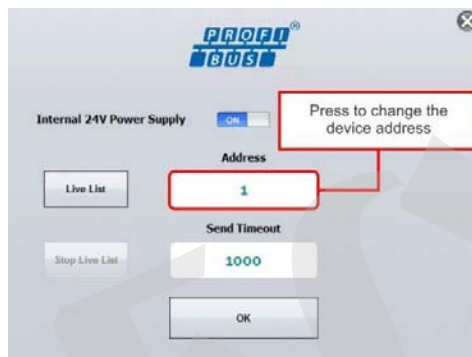 PROFI®
BUS
Internal 24V Power Supply
ON
Press to change the
device address
Address
Live List
1
Send Timeout
Stop Live List
1000
OK